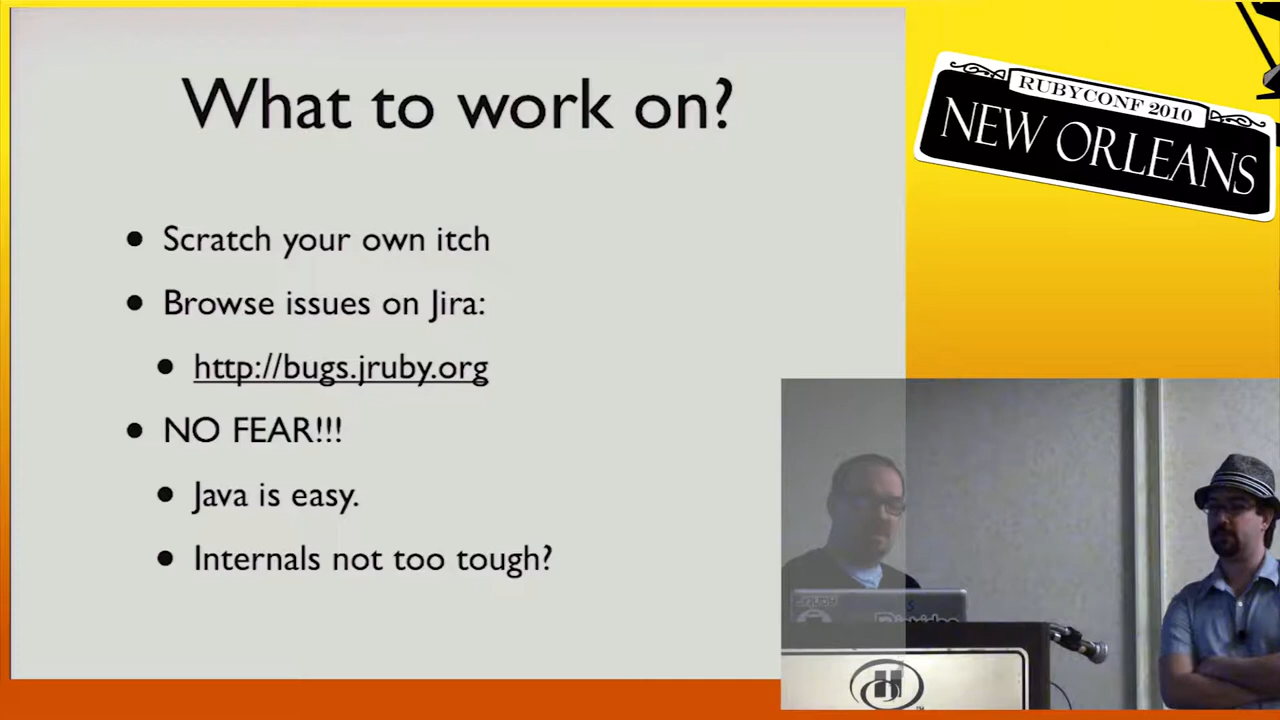 What to work on?
RUBYCONF 2010
NEW ORLEANS
• Scratch your own itch
• Browse issues on Jira:
• http://bugs.jruby.org
• NO FEAR!!!
• Java is easy.
• Internals not too tough?